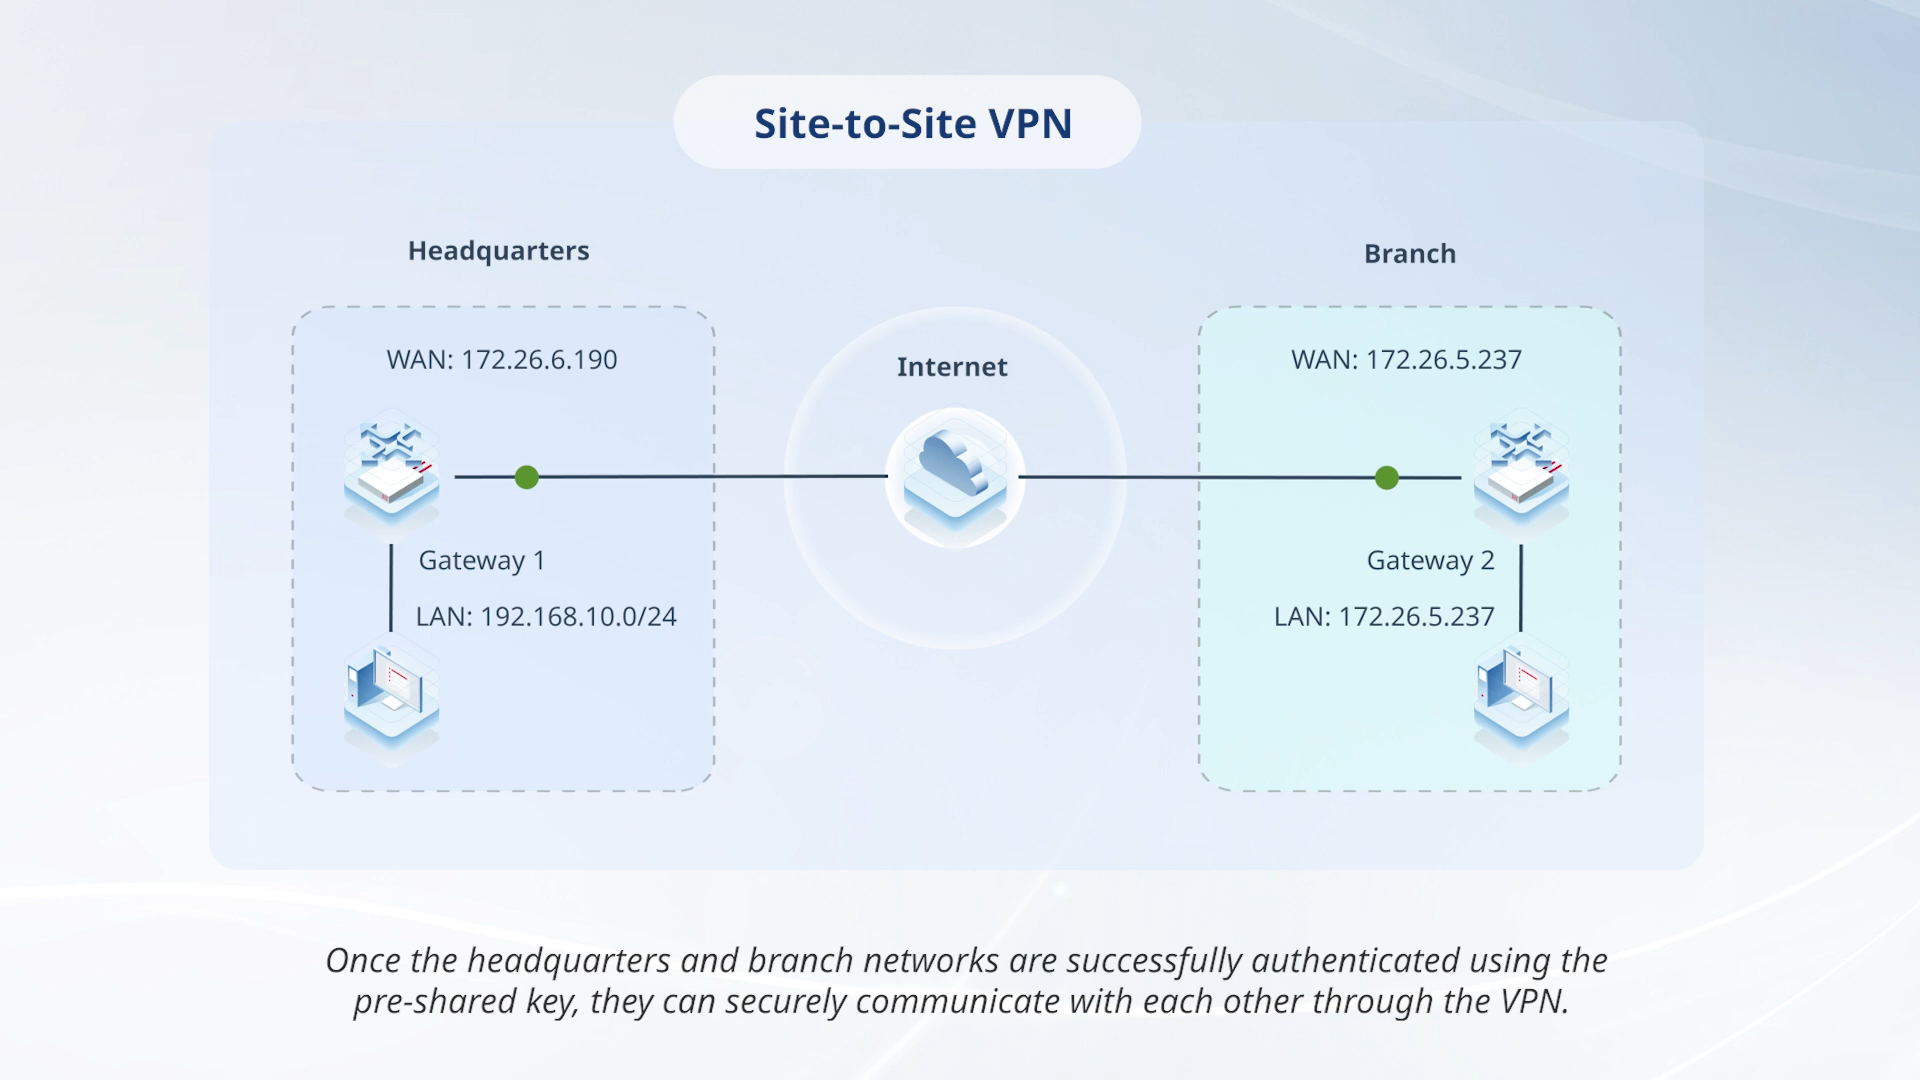 Site-to-Site VPN
Headquarters
Branch
WAN: 172.26.6.190
Internet
WAN: 172.26.5.237
Gateway 1
Gateway 2
LAN: 192.168.10.0/24
LAN: 172.26.5.237
Once the headquarters and branch networks are successfully authenticated using the
pre-shared key, they can securely communicate with each other through the VPN.